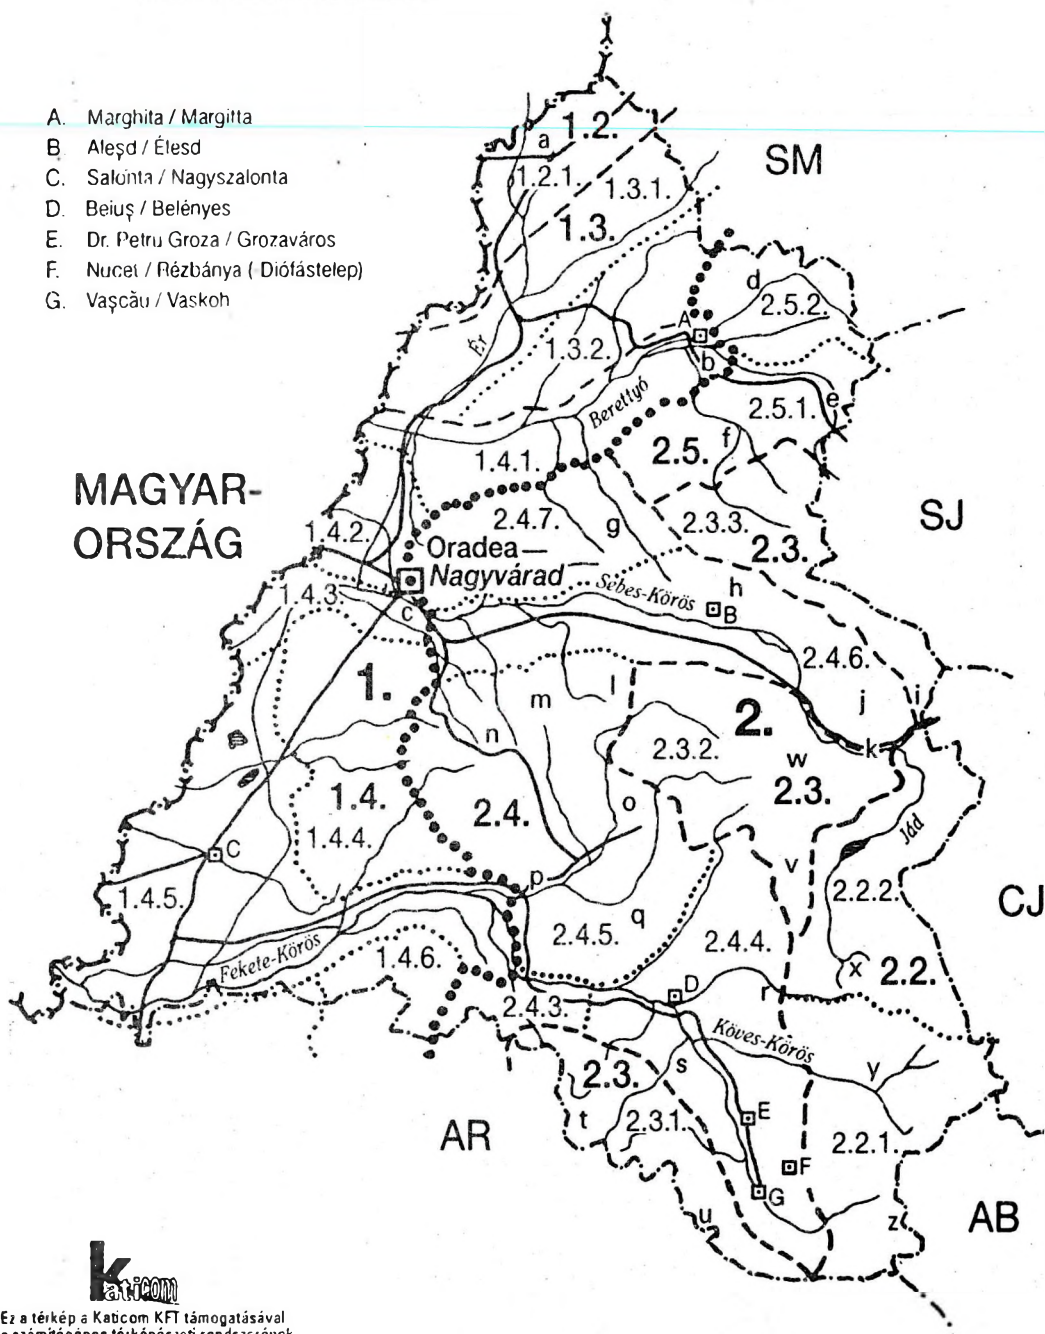 A. Marghita / Margitta
B. Aleşd / Élesd
C. Salonta / Nagyszalonta
D. Beiuş / Belényes
E. Dr. Petru Groza / Grozaváros
F. Nucet / Rézbánya ( Diófástelep)
G. Vaşcău / Vaskoh
1.2.
a
SM
1.2.1.
1.3.1.
1.3.
d
2.5.2.
A
Ér
1.3.2.
b
Berettyó
2.5.1.
e
f
2.5.
1.4.1.
MAGYAR-
ORSZÁG
2.4.7.
g
2.3.3.
SJ
1.4.2.
Oradea
2.3.
Nagyvárad
1.4.3.
c
Sebes-Körös
h
B
2.4.6.
1.
l
m
j
i
2.
n
2.3.2.
k
w
2.3.
1.4.
2.4.
o
1.4.4.
Jád
C
p
v
2.2.2.
1.4.5.
CJ
q
2.4.5.
2.4.4.
Fekete-Körös
1.4.6.
x
2.2.
D
r
2.4.3.
Köves-Körös
2.3.
s
y
E
t
2.3.1.
AR
2.2.1.
F
G
u
z
AB
Katicom
Ez a térkép a Katicom KFT támogatásával
a számítógépes térképészeti rendszerének